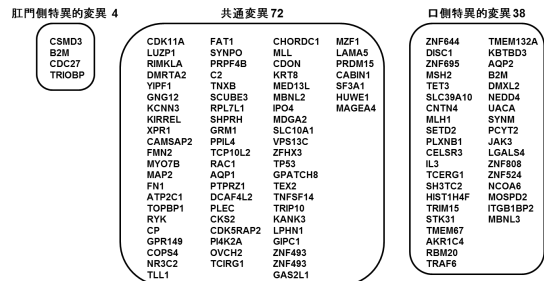 肛門側特異的変異 4
CSMD3
B2M
CDC27
TRIOBP
共通変異 72
CDK11A
LUZP1
RIMKLA
DMRTA2
YIPF1
GNG12
KCNN3
KIRREL
XPR1
CAMSAP2
FMN2
MYO7B
MAP2
FN1
ATP2C1
TOPBP1
RYK
CP
GPR149
COPS4
NR3C2
TLL1
FAT1
SYNPO
PRPF4B
C2
TNXB
SCUBE3
RPL7L1
SHPRH
GRM1
PPIL4
TCP10L2
RAC1
AQP1
PTPRZ1
DCAF4L2
PLEC
CKS2
CDK5RAP2
PI4K2A
OVCH2
TCIRG1
CHORDC1
MLL
CDON
KRT8
MED13L
MBNL2
IPO4
MDGA2
SLC10A1
VPS13C
ZFHX3
TP53
GPATCH8
TEX2
TNFSF14
TRIP10
KANK3
LPHN1
GIPC1
ZNF493
ZNF493
GAS2L1
MZF1
LAMA5
PRDM15
CABIN1
SF3A1
HUWE1
MAGEA4
口側特異的変異 38
ZNF644
DISC1
ZNF695
MSH2
TET3
SLC39A10
CNTN4
MLH1
SETD2
PLXNB1
CELSR3
IL3
TCERG1
SH3TC2
HIST1H4F
TRIM15
STK31
TMEM67
AKR1C4
RBM20
TRAF6
TMEM132A
KBTBD3
AQP2
B2M
DMXL2
NEDD4
UACA
SYNM
PCYT2
JAK3
LGALS4
ZNF808
ZNF524
NCOA6
MOSPD2
ITGB1BP2
MBNL3